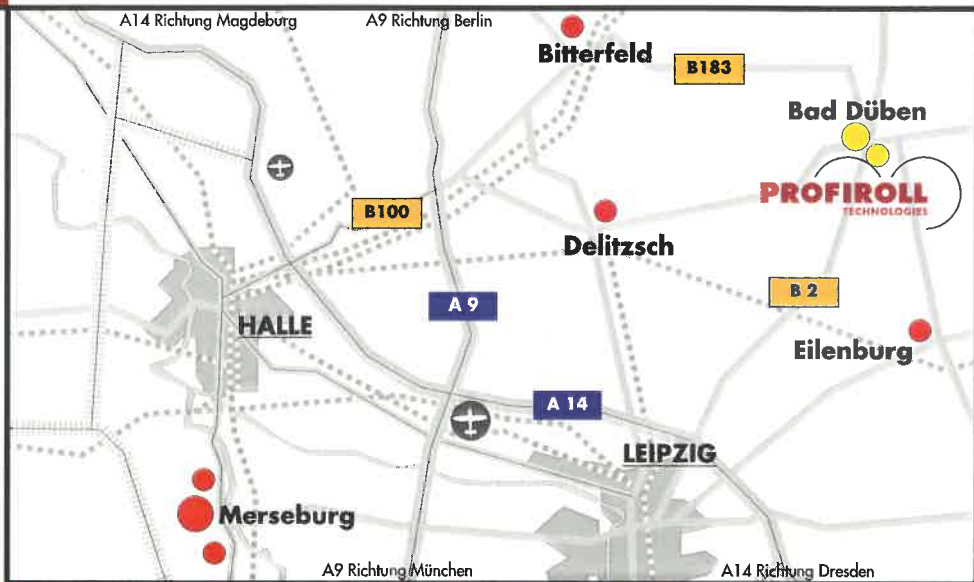 A14 Richtung Magdeburg
A9 Richtung Berlin
Bitterfeld
B183
Bad Düben
PROFIROLL
TECHNOLOGIES
B100
Delitzsch
B 2
A 9
HALLE
Eilenburg
A 14
LEIPZIG
Merseburg
A9 Richtung München
A14 Richtung Dresden